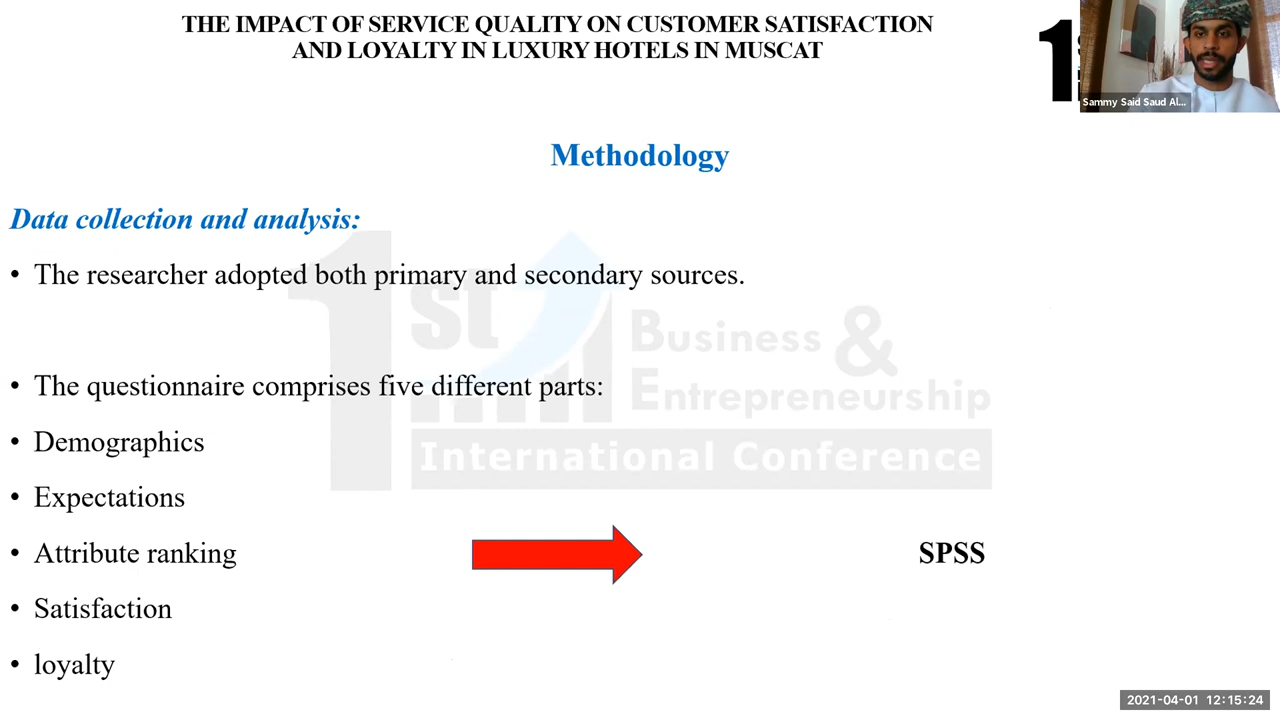 THE IMPACT OF SERVICE QUALITY ON CUSTOMER SATISFACTION
AND LOYALTY IN LUXURY HOTELS IN MUSCAT
1
Sammy Said Saud Al...
Methodology
Data collection and analysis:
• The researcher adopted both primary and secondary sources.
1st Business &
Entrepreneurship
International Conference
• The questionnaire comprises five different parts:
• Demographics
• Expectations
• Attribute ranking
SPSS
• Satisfaction
• loyalty
2021-04-01 12:15:24